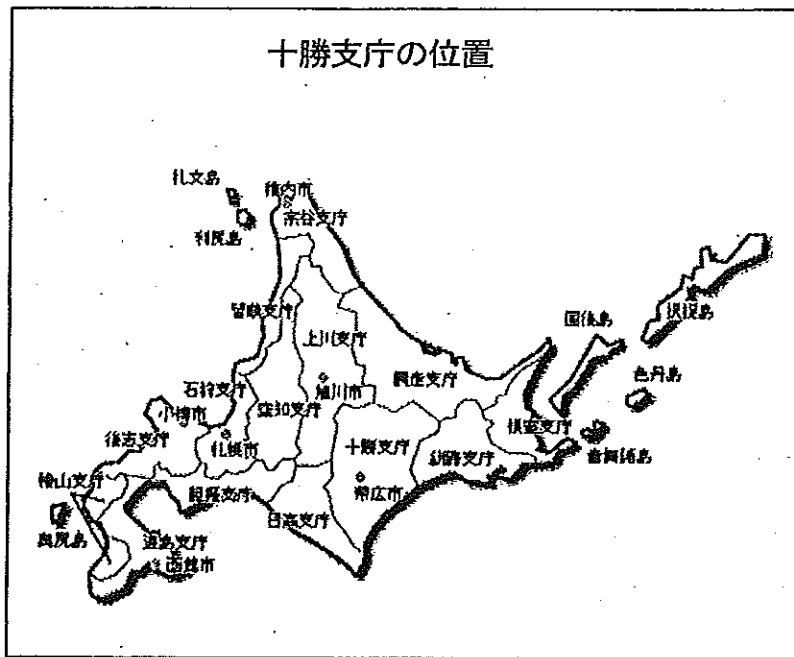 十勝支庁の位置
礼文島
稚内市
宗谷支庁
利尻島
留萌支庁
上川支庁
国後島
択捉島
網走支庁
色丹島
石狩支庁
旭川市
小樽市
空知支庁
根室支庁
後志支庁
札幌市
十勝支庁
釧路支庁
歯舞諸島
桧山支庁
胆振支庁
帯広市
日高支庁
奥尻島
渡島支庁
函館市